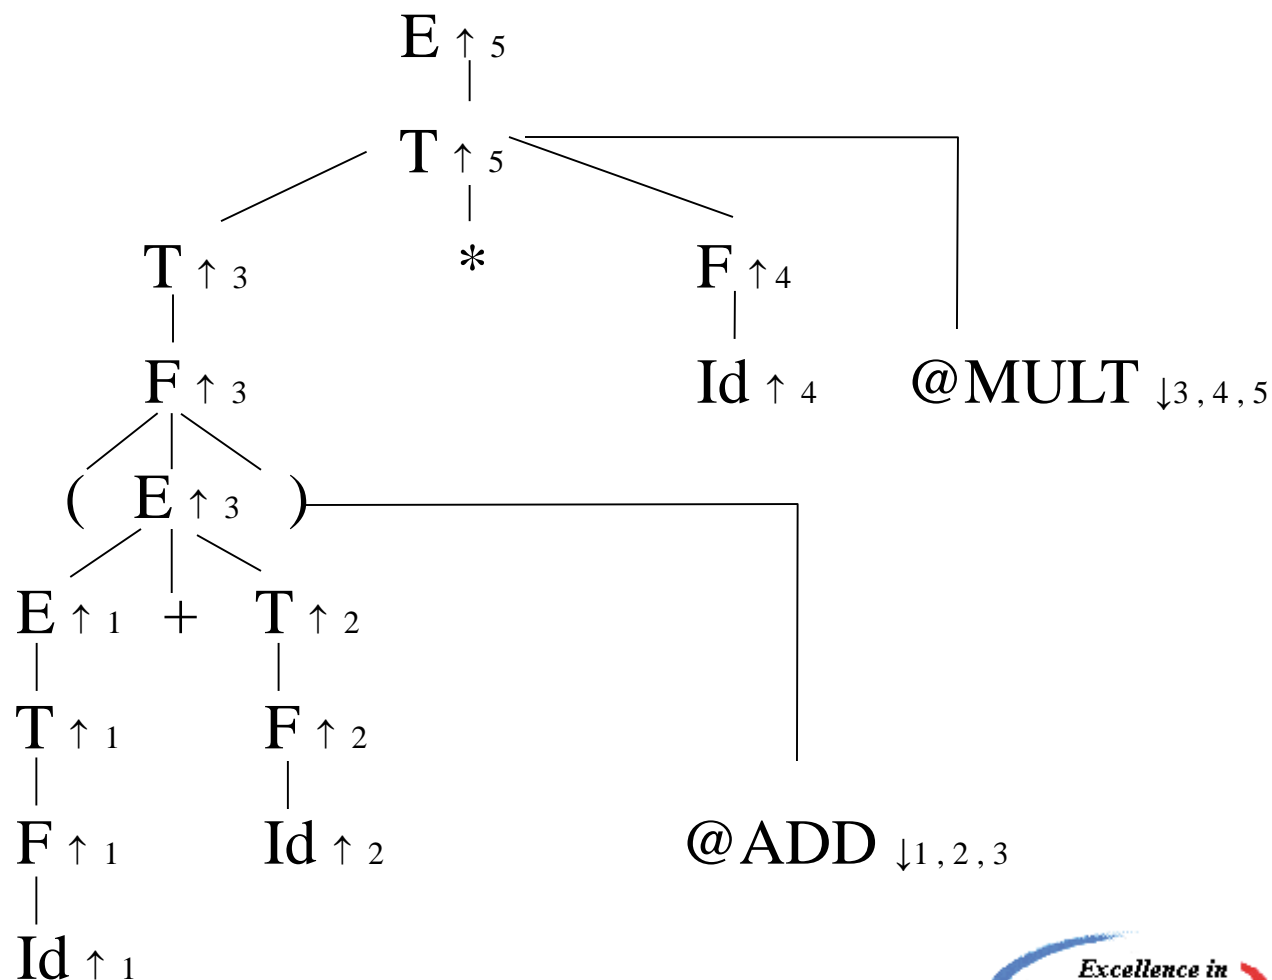 E ↑ 5
T ↑ 5
T ↑ 3 * F ↑ 4
F ↑ 3 Id ↑ 4 @MULT ↓3 , 4 , 5
( E ↑ 3 )
E ↑ 1 + T ↑ 2
T ↑ 1 F ↑ 2
F ↑ 1 Id ↑ 2 @ADD ↓1 , 2 , 3
Id ↑ 1
Excellence in